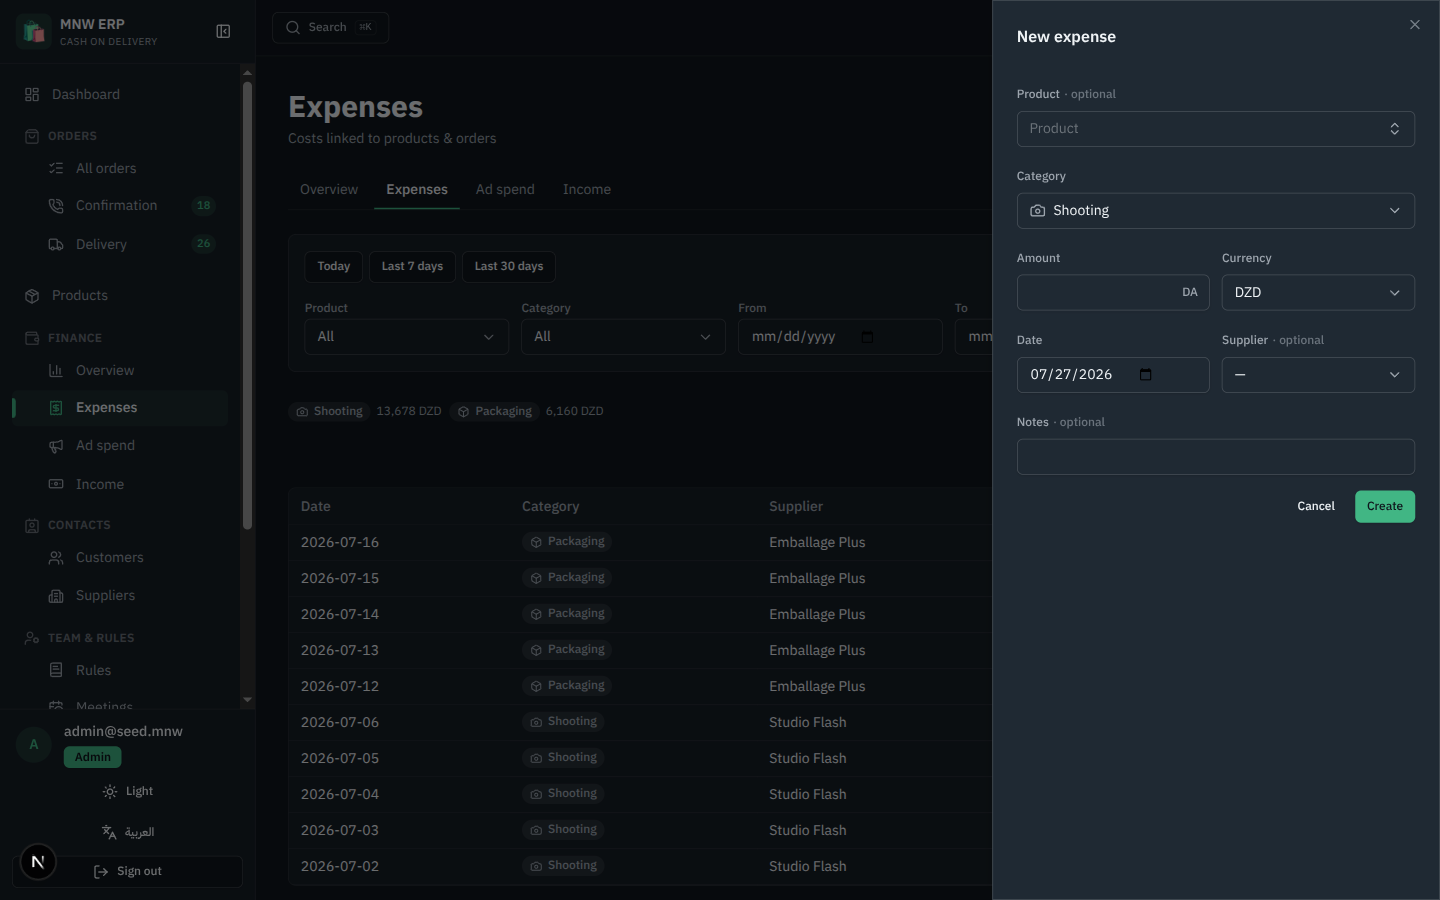 MNW ERP
CASH ON DELIVERY
Dashboard
ORDERS
All orders
Confirmation 18
Delivery 26
Products
FINANCE
Overview
Expenses
Ad spend
Income
CONTACTS
Customers
Suppliers
TEAM & RULES
Rules
Meetings
A
admin@seed.mnw
Admin
Light
العربية
N
Sign out
Search ⌘K
Expenses
Costs linked to products & orders
Overview Expenses Ad spend Income
Today Last 7 days Last 30 days
Product Category From To
All All mm/dd/yyyy mm
Shooting 13,678 DZD Packaging 6,160 DZD
Date Category Supplier
2026-07-16 Packaging Emballage Plus
2026-07-15 Packaging Emballage Plus
2026-07-14 Packaging Emballage Plus
2026-07-13 Packaging Emballage Plus
2026-07-12 Packaging Emballage Plus
2026-07-06 Shooting Studio Flash
2026-07-05 Shooting Studio Flash
2026-07-04 Shooting Studio Flash
2026-07-03 Shooting Studio Flash
2026-07-02 Shooting Studio Flash
New expense
Product · optional
Product
Category
Shooting
Amount Currency
DA DZD
Date Supplier · optional
07/27/2026 —
Notes · optional
Cancel Create